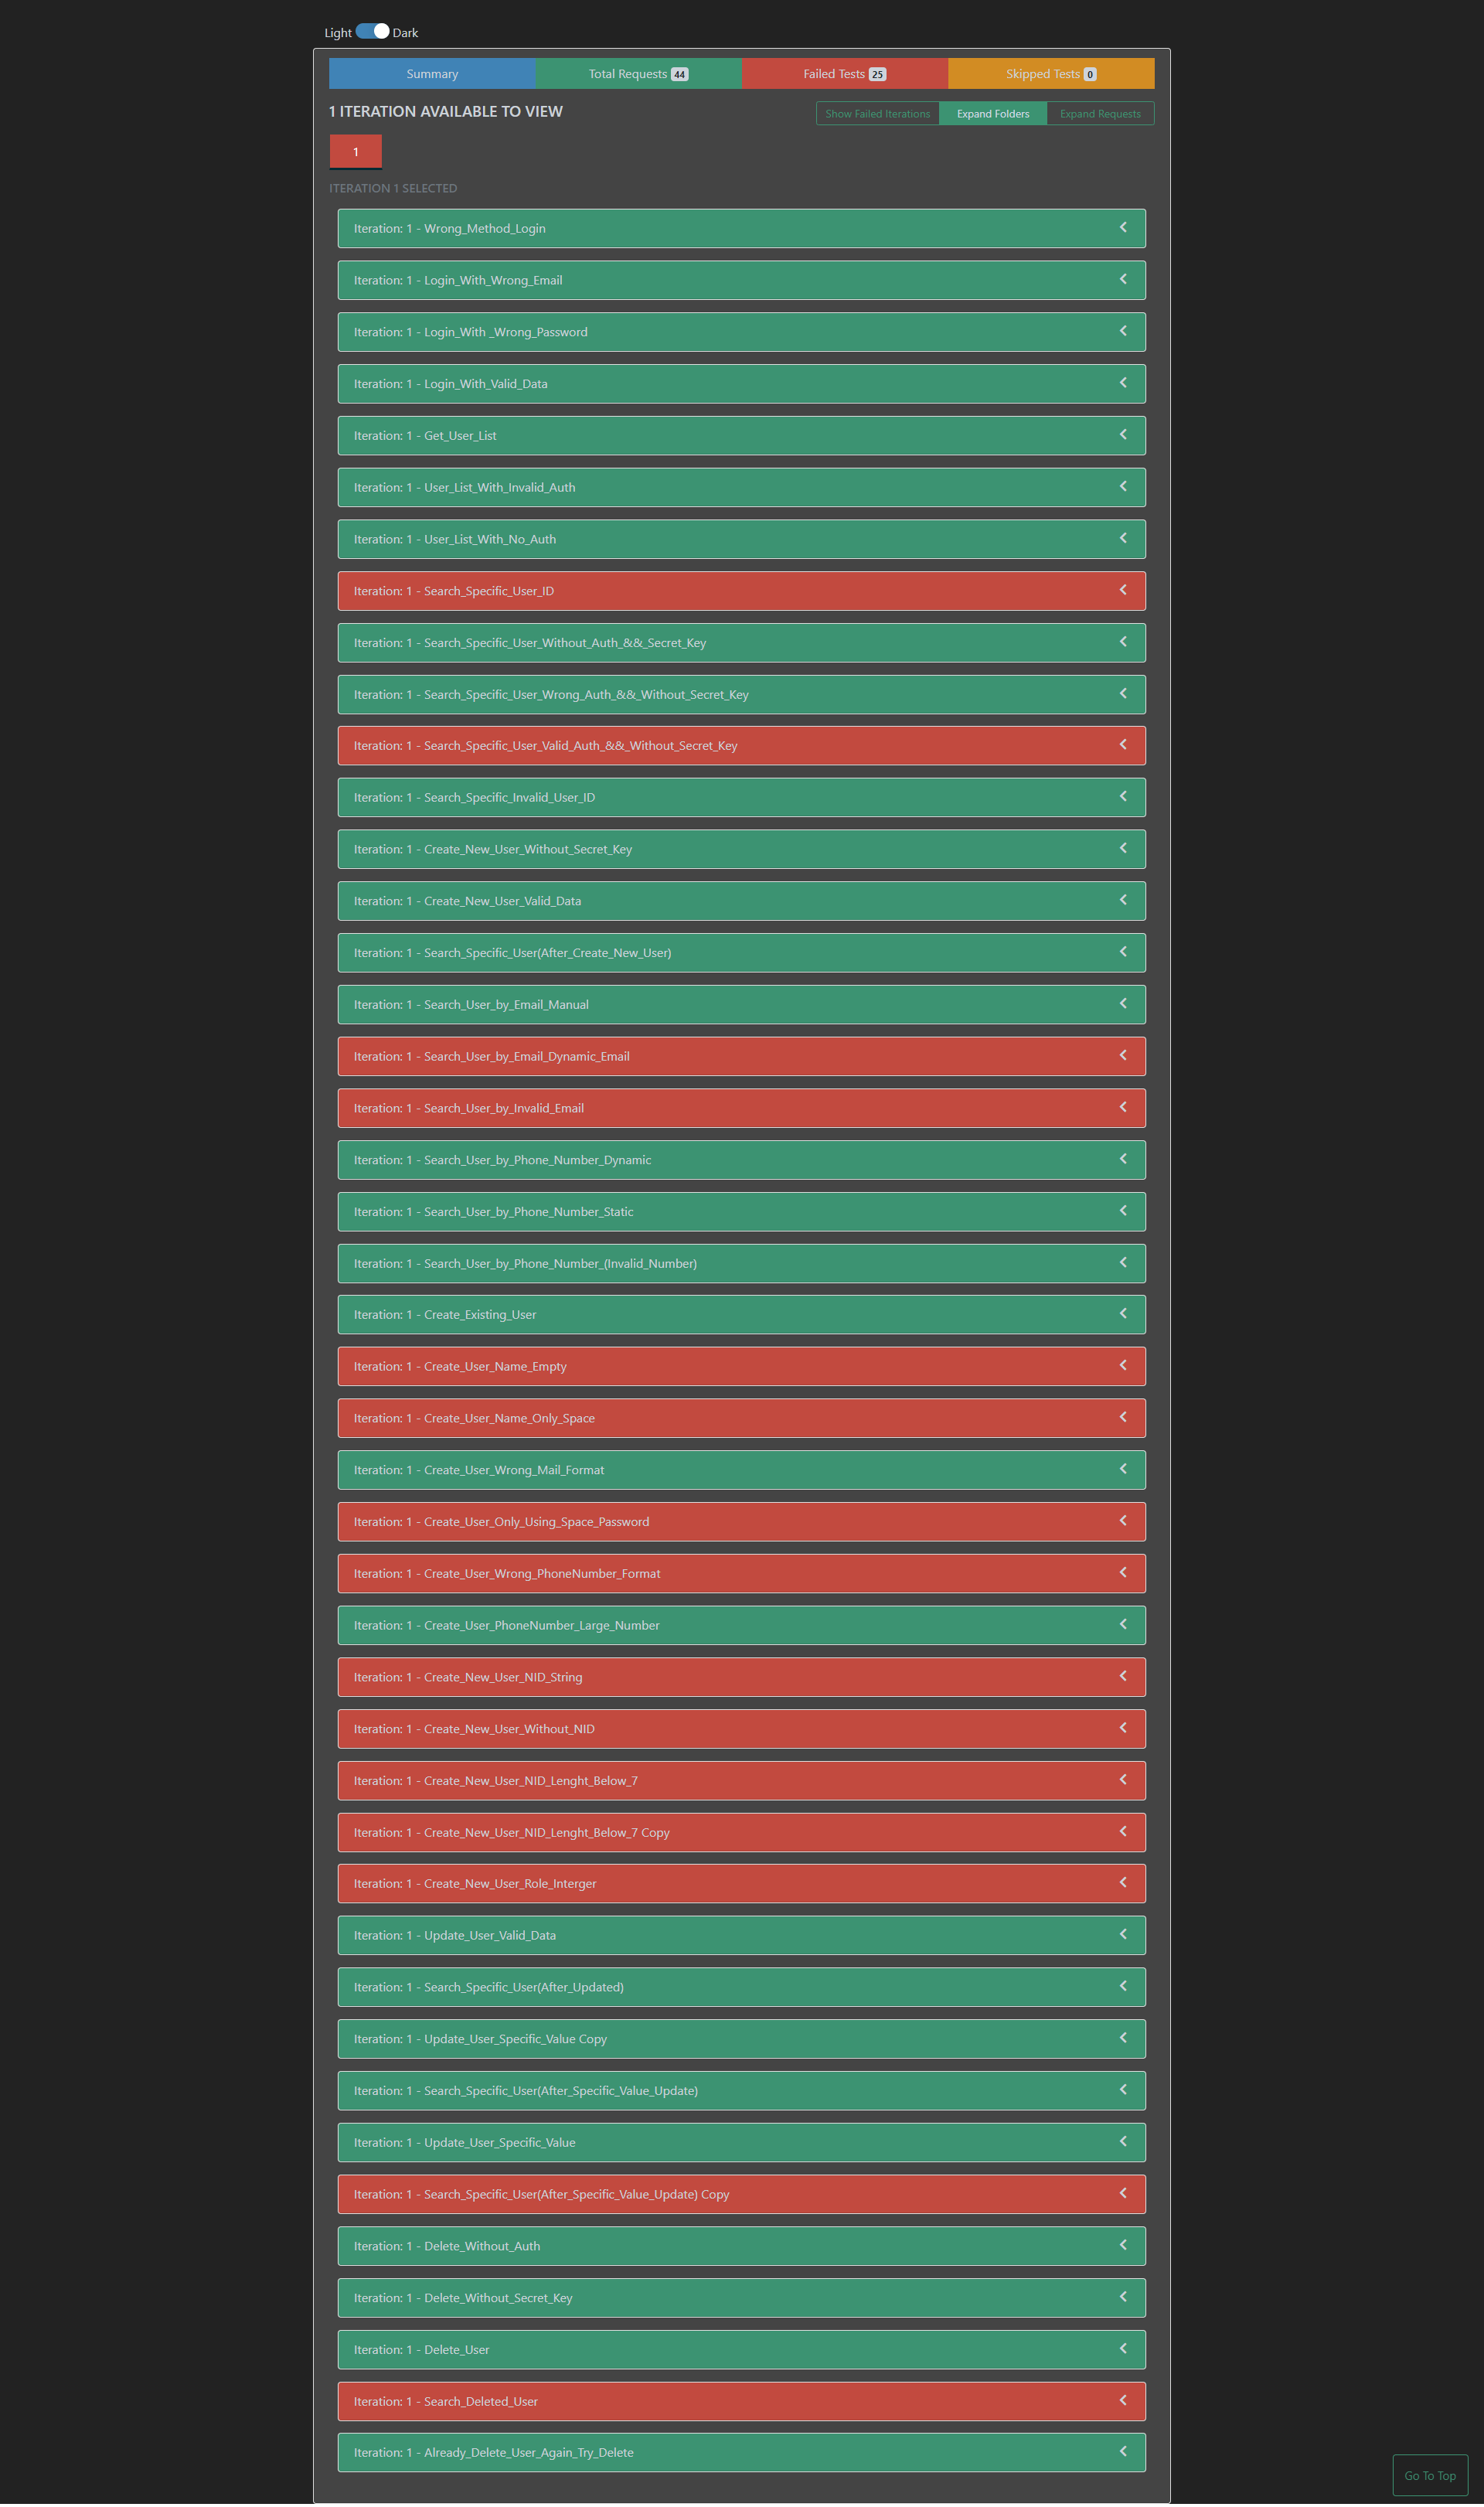 Light Dark
Summary Total Requests 44 Failed Tests 25 Skipped Tests 0
1 ITERATION AVAILABLE TO VIEW Show Failed Iterations Expand Folders Expand Requests
1
ITERATION 1 SELECTED
Iteration: 1 - Wrong_Method_Login
Iteration: 1 - Login_With_Wrong_Email
Iteration: 1 - Login_With _Wrong_Password
Iteration: 1 - Login_With_Valid_Data
Iteration: 1 - Get_User_List
Iteration: 1 - User_List_With_Invalid_Auth
Iteration: 1 - User_List_With_No_Auth
Iteration: 1 - Search_Specific_User_ID
Iteration: 1 - Search_Specific_User_Without_Auth_&&_Secret_Key
Iteration: 1 - Search_Specific_User_Wrong_Auth_&&_Without_Secret_Key
Iteration: 1 - Search_Specific_User_Valid_Auth_&&_Without_Secret_Key
Iteration: 1 - Search_Specific_Invalid_User_ID
Iteration: 1 - Create_New_User_Without_Secret_Key
Iteration: 1 - Create_New_User_Valid_Data
Iteration: 1 - Search_Specific_User(After_Create_New_User)
Iteration: 1 - Search_User_by_Email_Manual
Iteration: 1 - Search_User_by_Email_Dynamic_Email
Iteration: 1 - Search_User_by_Invalid_Email
Iteration: 1 - Search_User_by_Phone_Number_Dynamic
Iteration: 1 - Search_User_by_Phone_Number_Static
Iteration: 1 - Search_User_by_Phone_Number_(Invalid_Number)
Iteration: 1 - Create_Existing_User
Iteration: 1 - Create_User_Name_Empty
Iteration: 1 - Create_User_Name_Only_Space
Iteration: 1 - Create_User_Wrong_Mail_Format
Iteration: 1 - Create_User_Only_Using_Space_Password
Iteration: 1 - Create_User_Wrong_PhoneNumber_Format
Iteration: 1 - Create_User_PhoneNumber_Large_Number
Iteration: 1 - Create_New_User_NID_String
Iteration: 1 - Create_New_User_Without_NID
Iteration: 1 - Create_New_User_NID_Lenght_Below_7
Iteration: 1 - Create_New_User_NID_Lenght_Below_7 Copy
Iteration: 1 - Create_New_User_Role_Interger
Iteration: 1 - Update_User_Valid_Data
Iteration: 1 - Search_Specific_User(After_Updated)
Iteration: 1 - Update_User_Specific_Value Copy
Iteration: 1 - Search_Specific_User(After_Specific_Value_Update)
Iteration: 1 - Update_User_Specific_Value
Iteration: 1 - Search_Specific_User(After_Specific_Value_Update) Copy
Iteration: 1 - Delete_Without_Auth
Iteration: 1 - Delete_Without_Secret_Key
Iteration: 1 - Delete_User
Iteration: 1 - Search_Deleted_User
Iteration: 1 - Already_Delete_User_Again_Try_Delete
Go To Top